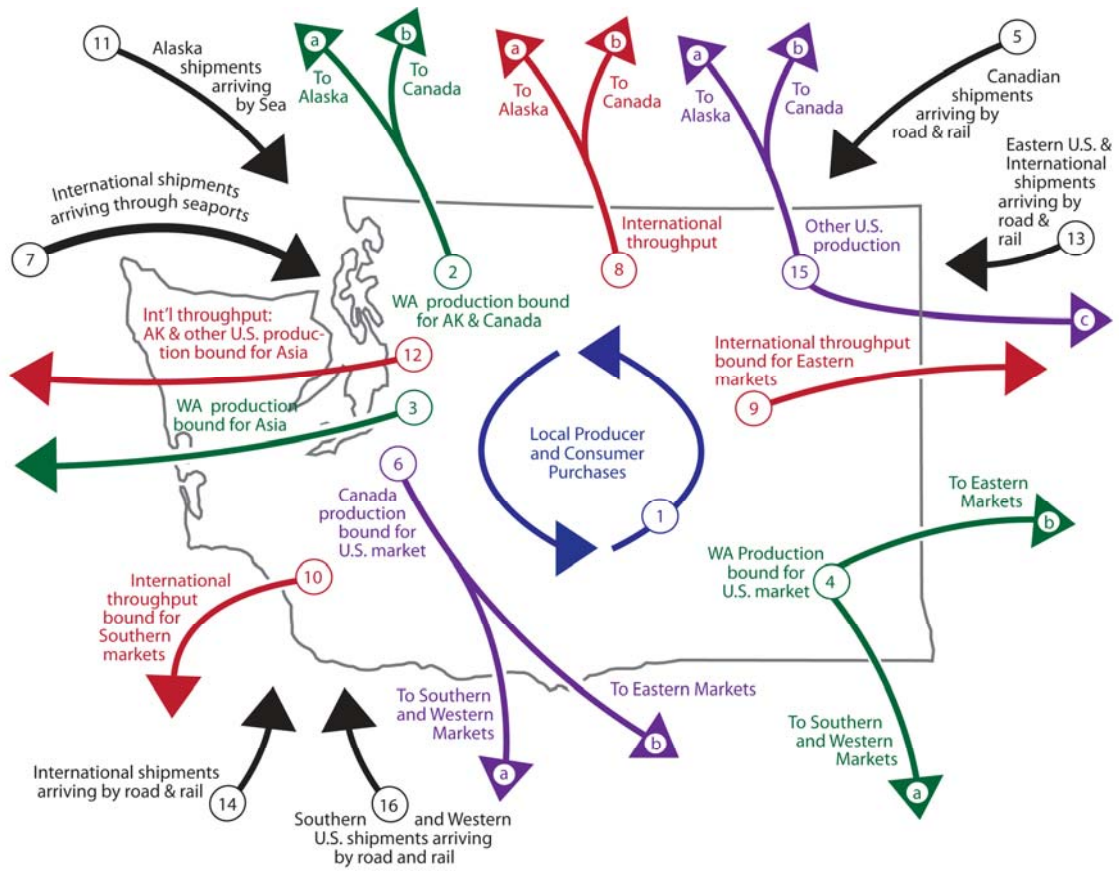 11
Alaska
shipments
arriving
by Sea
a
To
Alaska
b
To
Canada
a
To
Alaska
b
To
Canada
a
To
Alaska
b
To
Canada
5
Canadian
shipments
arriving by
road & rail
Eastern U.S. &
International
shipments
arriving by
road &
rail
13
International shipments
arriving through seaports
7
2
WA production bound
for AK & Canada
International
throughput
8
Other U.S.
production
15
c
Int'l throughput:
AK & other U.S. produc-
tion bound for Asia
12
WA production
bound for Asia
3
International throughput
bound for Eastern
markets
9
Local Producer
and Consumer
Purchases
1
6
Canada
production
bound for
U.S. market
To Eastern
Markets
b
WA Production
bound for
U.S. market
4
International
throughput
bound for
Southern
markets
10
To Southern
and Western
Markets
a
To Eastern Markets
b
To Southern
and Western
Markets
a
International shipments
arriving by road & rail
14
16
Southern and Western
U.S. shipments arriving
by road and rail